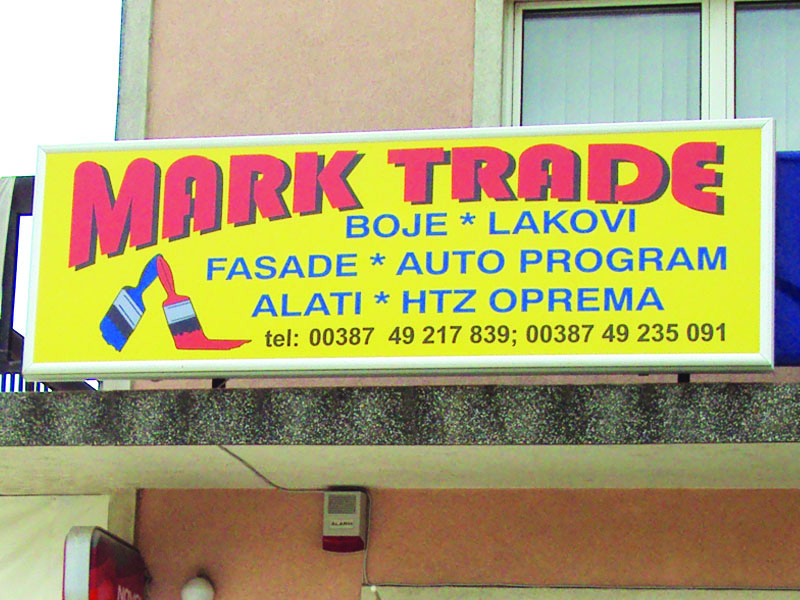 MARK TRADE
BOJE * LAKOVI
FASADE * AUTO PROGRAM
ALATI * HTZ OPREMA
tel: 00387 49 217 839; 00387 49 235 091
ALARM